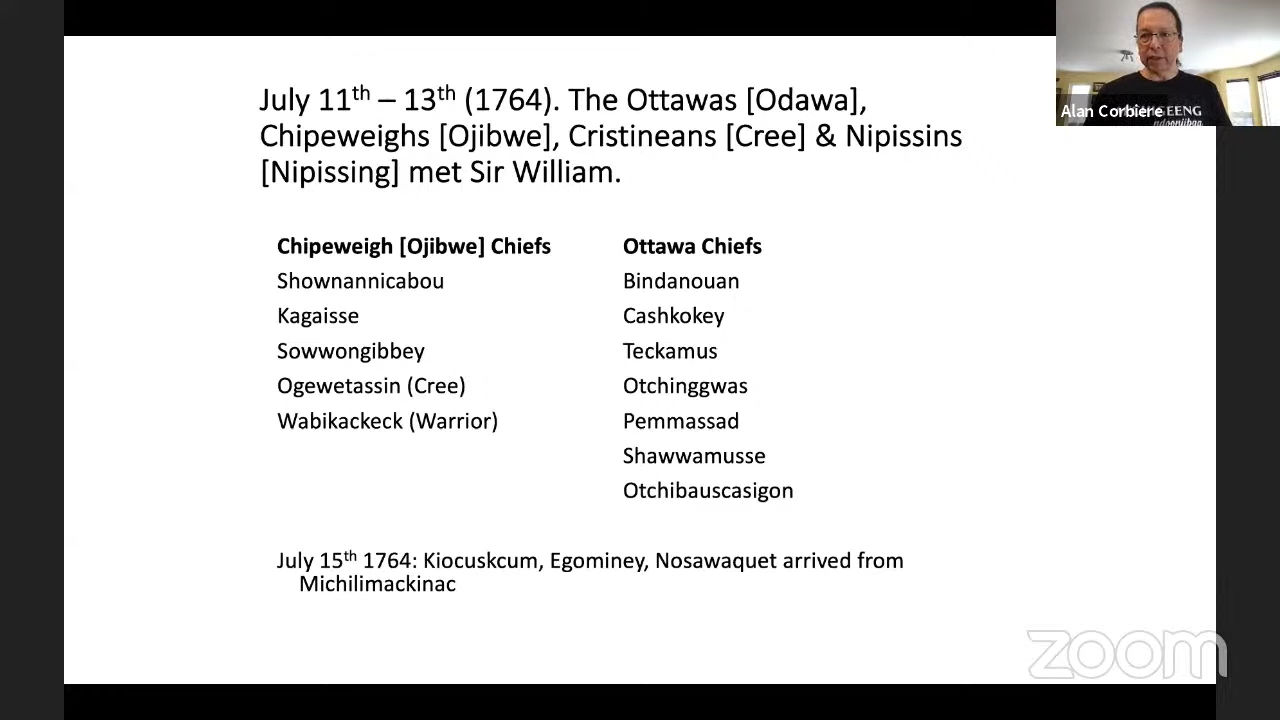 July 11th – 13th (1764). The Ottawas [Odawa],
Chipeweighs [Ojibwe], Cristineans [Cree] & Nipissins
[Nipissing] met Sir William.
Chipeweigh [Ojibwe] Chiefs
Shownannicabou
Kagaisse
Sowwongibbey
Ogewetassin (Cree)
Wabikackeck (Warrior)
Ottawa Chiefs
Bindanouan
Cashkokey
Teckamus
Otchinggwas
Pemmassad
Shawwamusse
Otchibauscasigon
July 15th 1764: Kiocuskcum, Egominey, Nosawaquet arrived from
Michilimackinac
Alan Corbiere
zoom